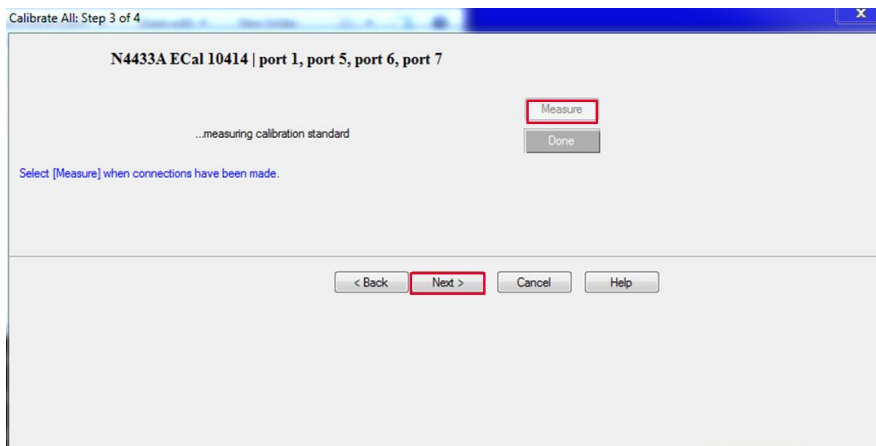 Calibrate All: Step 3 of 4
x
N4433A ECal 10414 | port 1, port 5, port 6, port 7
Measure
...measuring calibration standard
Done
Select [Measure] when connections have been made.
< Back
Next >
Cancel
Help